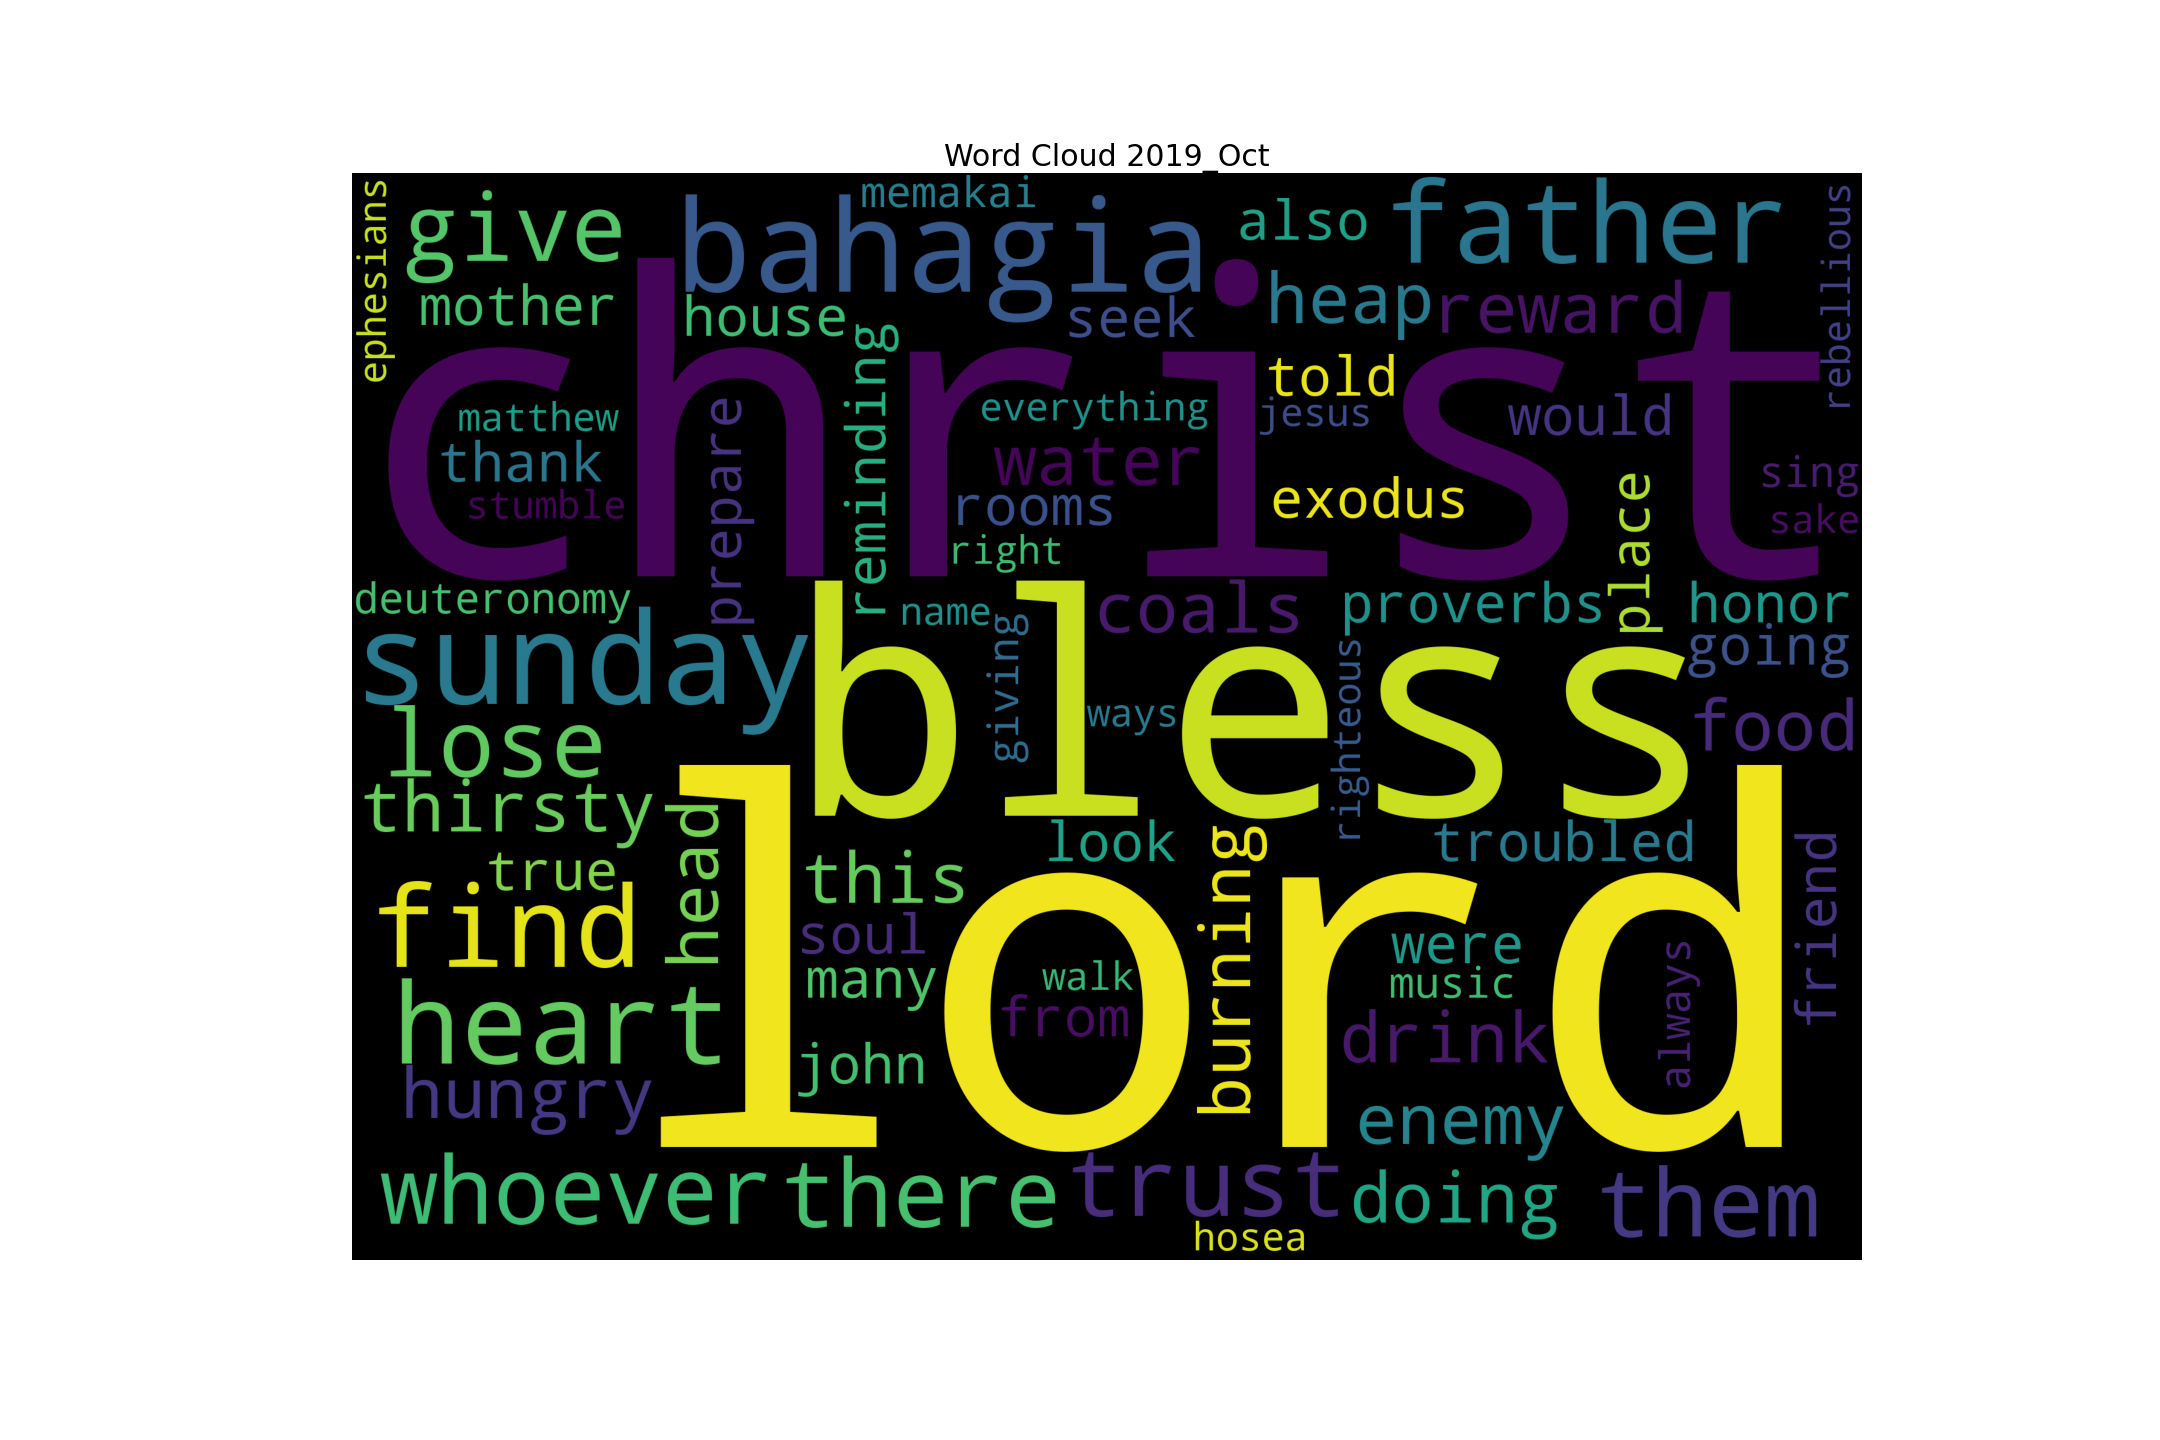 Word Cloud 2019_Oct
ephesians
give
memakai
bahagia
also
father
rebellious
mother
house
seek
heap
reward
christ
told
matthew
everything
jesus
would
thank
prepare
reminding
water
sing
stumble
rooms
exodus
place
sake
right
deuteronomy
name
coals
proverbs
honor
sunday
bless
giving
going
lose
ways
righteous
food
thirsty
head
look
burning
troubled
friend
true
this
lord
find
soul
were
many
walk
music
always
heart
from
drink
john
hungry
enemy
whoever
there
trust
doing
them
hosea